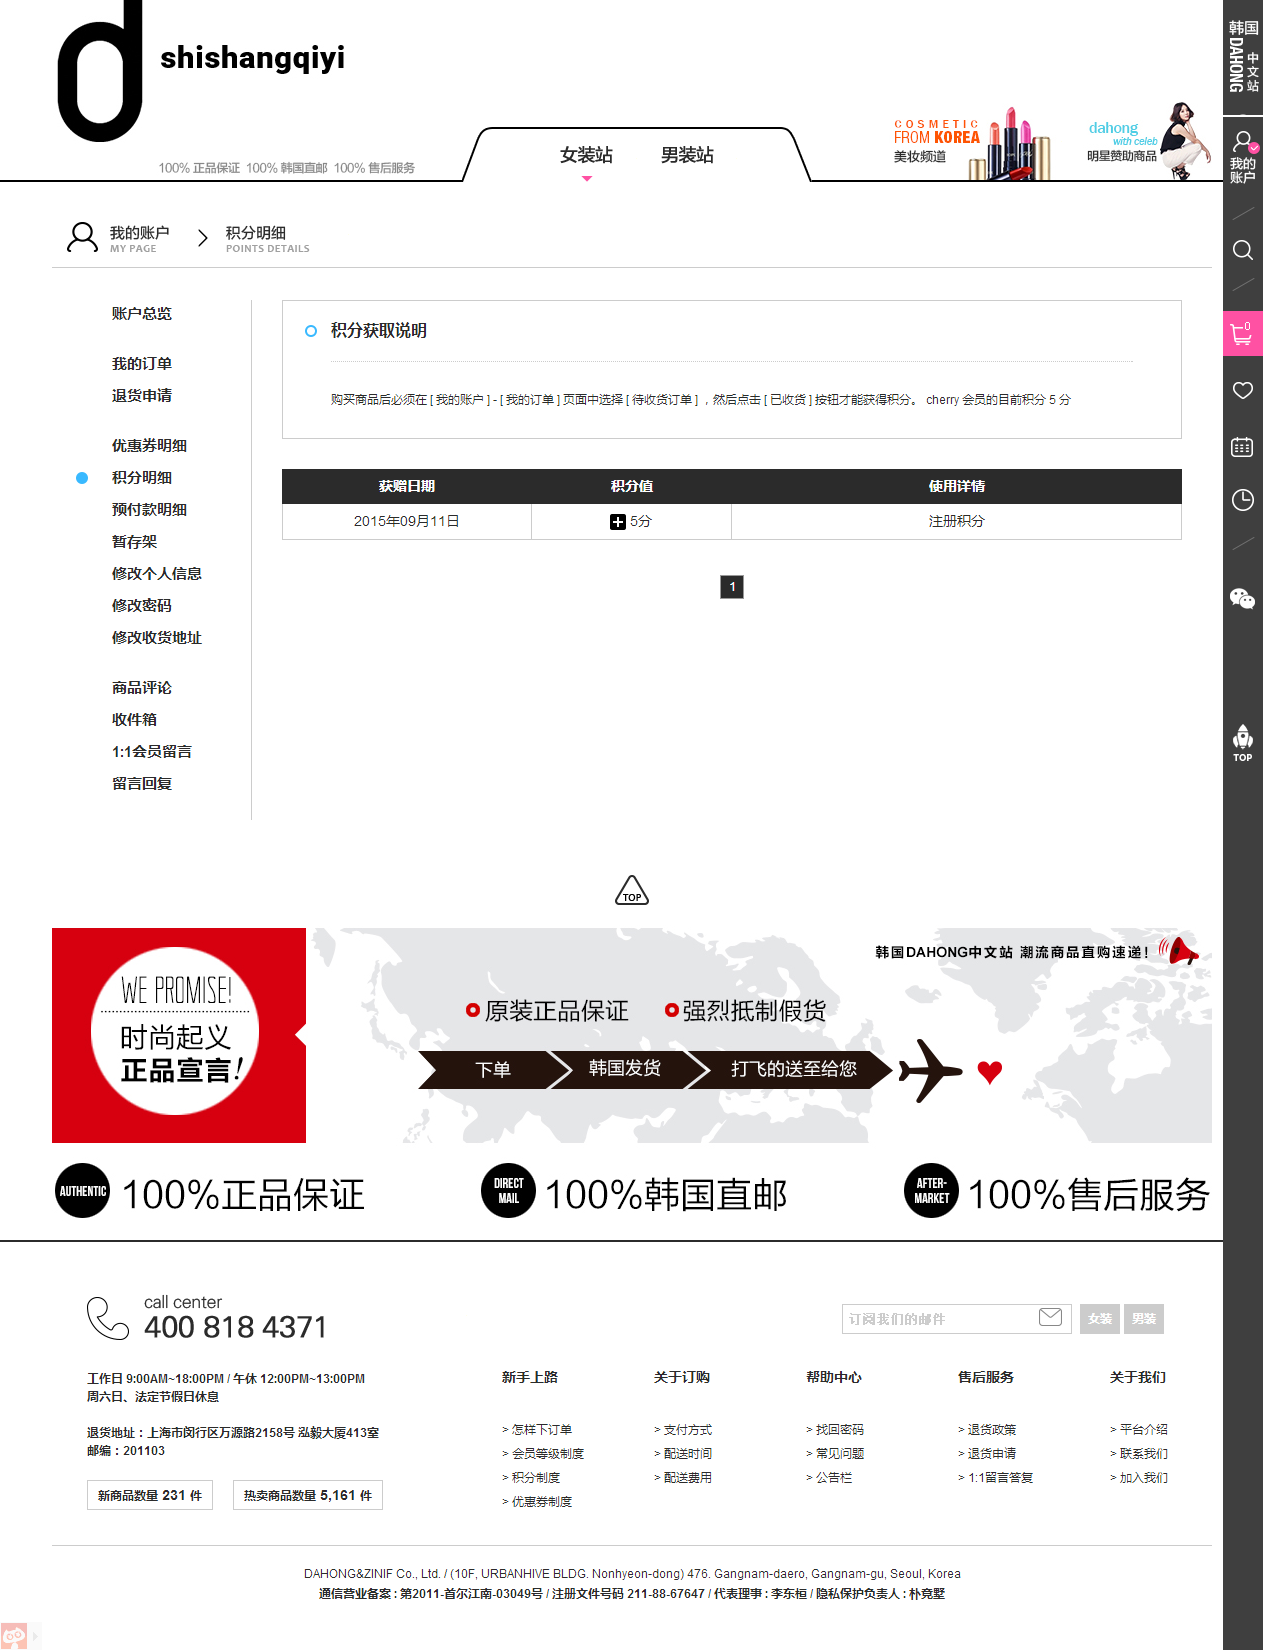 shishangqiyi
100% 正品保证 100% 韩国直邮 100% 售后服务
女装站 男装站
COSMETIC
FROM KOREA
美妆频道
dahong
with celeb
明星赞助商品
韩国
DAHONG
中文站
我的
账户
0
TOP
我的账户
MY PAGE
积分明细
POINTS DETAILS
账户总览
我的订单
退货申请
优惠券明细
积分明细
预付款明细
暂存架
修改个人信息
修改密码
修改收货地址
商品评论
收件箱
1:1会员留言
留言回复
积分获取说明
购买商品后必须在 [ 我的账户 ] - [ 我的订单 ] 页面中选择 [ 待收货订单 ] ，然后点击 [ 已收货 ] 按钮才能获得积分。 cherry 会员的目前积分 5 分
获赠日期 积分值 使用详情
2015年09月11日 5分 注册积分
1
TOP
WE PROMISE!
时尚起义
正品宣言!
韩国DAHONG中文站 潮流商品直购速递!
原装正品保证 强烈抵制假货
下单 韩国发货 打飞的送至给您
AUTHENTIC 100%正品保证
DIRECT MAIL 100%韩国直邮
AFTER-MARKET 100%售后服务
call center
400 818 4371
订阅我们的邮件 女装 男装
工作日 9:00AM~18:00PM / 午休 12:00PM~13:00PM
周六日、法定节假日休息
退货地址：上海市闵行区万源路2158号 泓毅大厦413室
邮编：201103
新商品数量 231 件 热卖商品数量 5,161 件
新手上路
> 怎样下订单
> 会员等级制度
> 积分制度
> 优惠券制度
关于订购
> 支付方式
> 配送时间
> 配送费用
帮助中心
> 找回密码
> 常见问题
> 公告栏
售后服务
> 退货政策
> 退货申请
> 1:1留言答复
关于我们
> 平台介绍
> 联系我们
> 加入我们
DAHONG&ZINIF Co., Ltd. / (10F, URBANHIVE BLDG. Nonhyeon-dong) 476. Gangnam-daero, Gangnam-gu, Seoul, Korea
通信营业备案 : 第2011-首尔江南-03049号 / 注册文件号码 211-88-67647 / 代表理事 : 李东桓 / 隐私保护负责人 : 朴竞墅